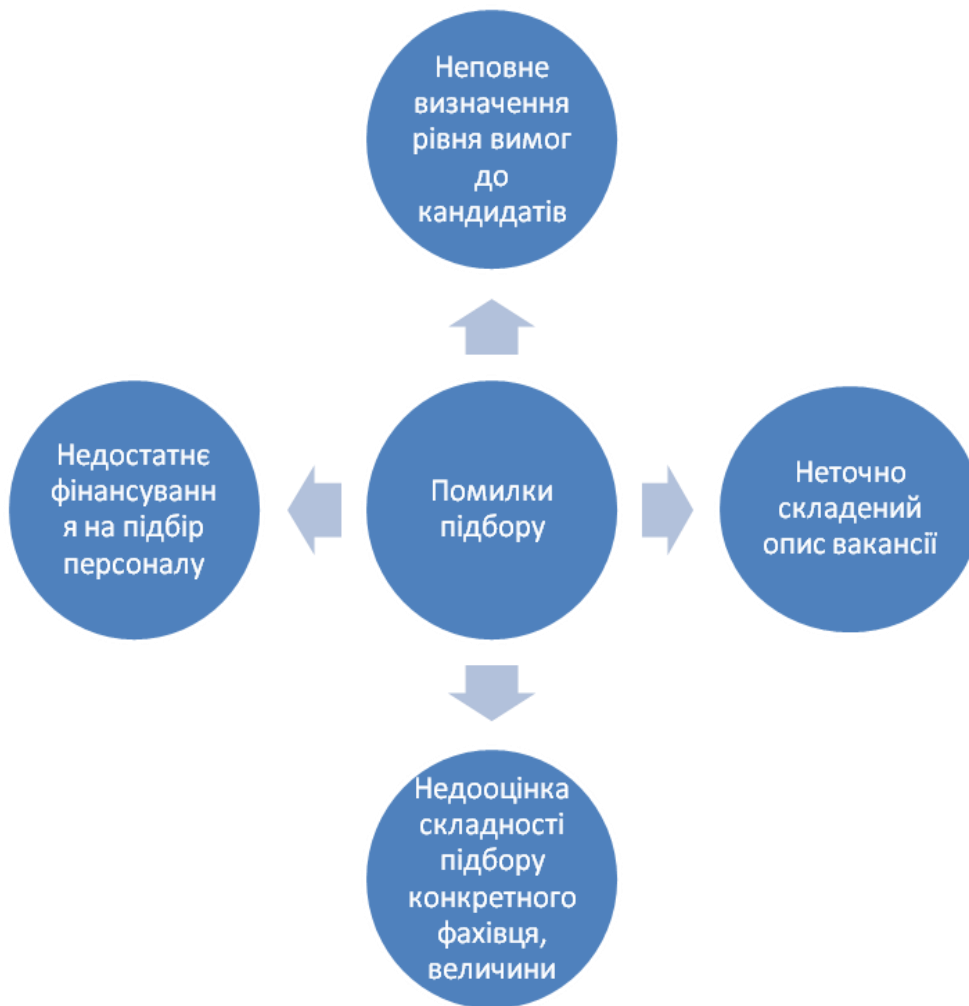 Неповне
визначення
рівня вимог
до
кандидатів
Недостатнє
фінансуванн
я на підбір
персоналу
Помилки
підбору
Неточно
складений
опис вакансії
Недооцінка
складності
підбору
конкретного
фахівця,
величини